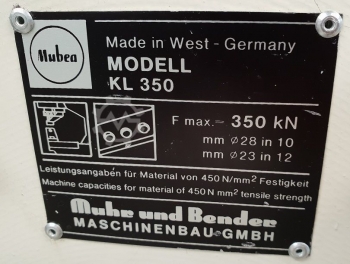 Mubea
Made in West - Germany
MODELL
KL 350
F max.= 350 kN
mm ø28 in 10
mm ø23 in 12
Leistungsangaben für Material von 450 N/mm² Festigkeit
Machine capacities for material of 450 N mm² tensile strength
Muhr und Bender
MASCHINENBAU-GMBH